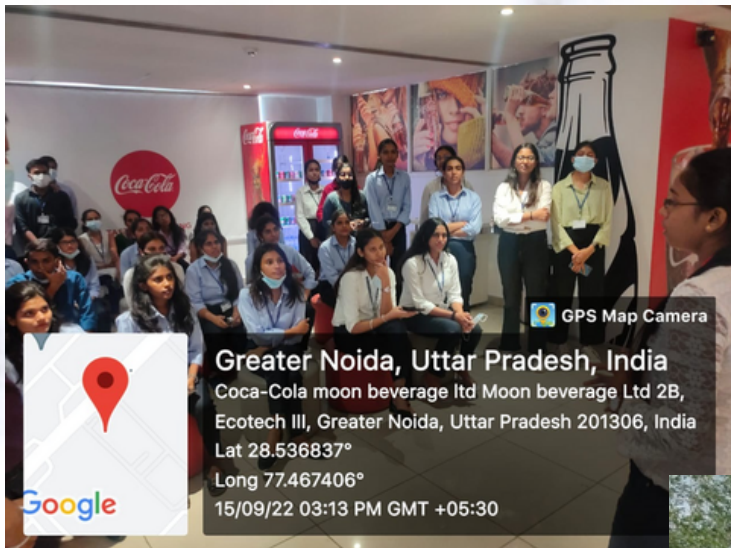 Coca-Cola
Coca-Cola
Coca-Cola
GPS Map Camera
Greater Noida, Uttar Pradesh, India
Coca-Cola moon beverage ltd Moon beverage Ltd 2B,
Ecotech III, Greater Noida, Uttar Pradesh 201306, India
Lat 28.536837°
Long 77.467406°
15/09/22 03:13 PM GMT +05:30
Google